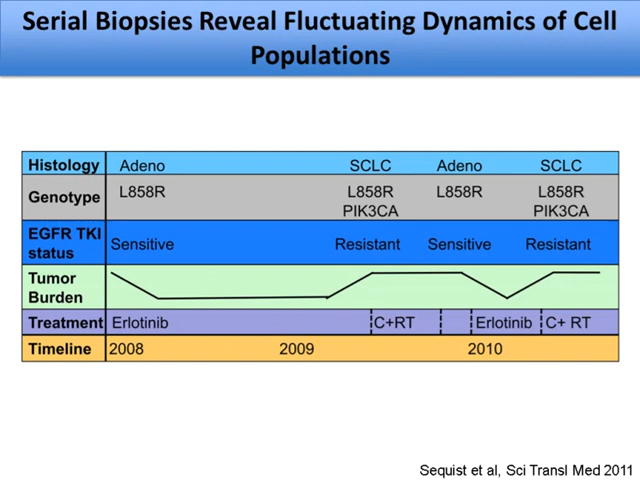 Serial Biopsies Reveal Fluctuating Dynamics of Cell
Populations
Histology Adeno SCLC Adeno SCLC
Genotype L858R L858R L858R L858R
PIK3CA PIK3CA
EGFR TKI
status Sensitive Resistant Sensitive Resistant
Tumor
Burden
Treatment Erlotinib C+RT Erlotinib C+ RT
Timeline 2008 2009 2010
Sequist et al, Sci Transl Med 2011